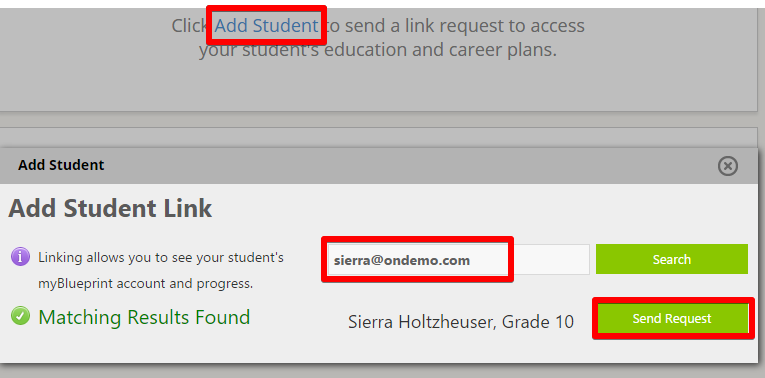 Click Add Student to send a link request to access
your student's education and career plans.
Add Student
Add Student Link
Linking allows you to see your student's
myBlueprint account and progress.
sierra@ondemo.com
Search
Matching Results Found
Sierra Holtzheuser, Grade 10
Send Request